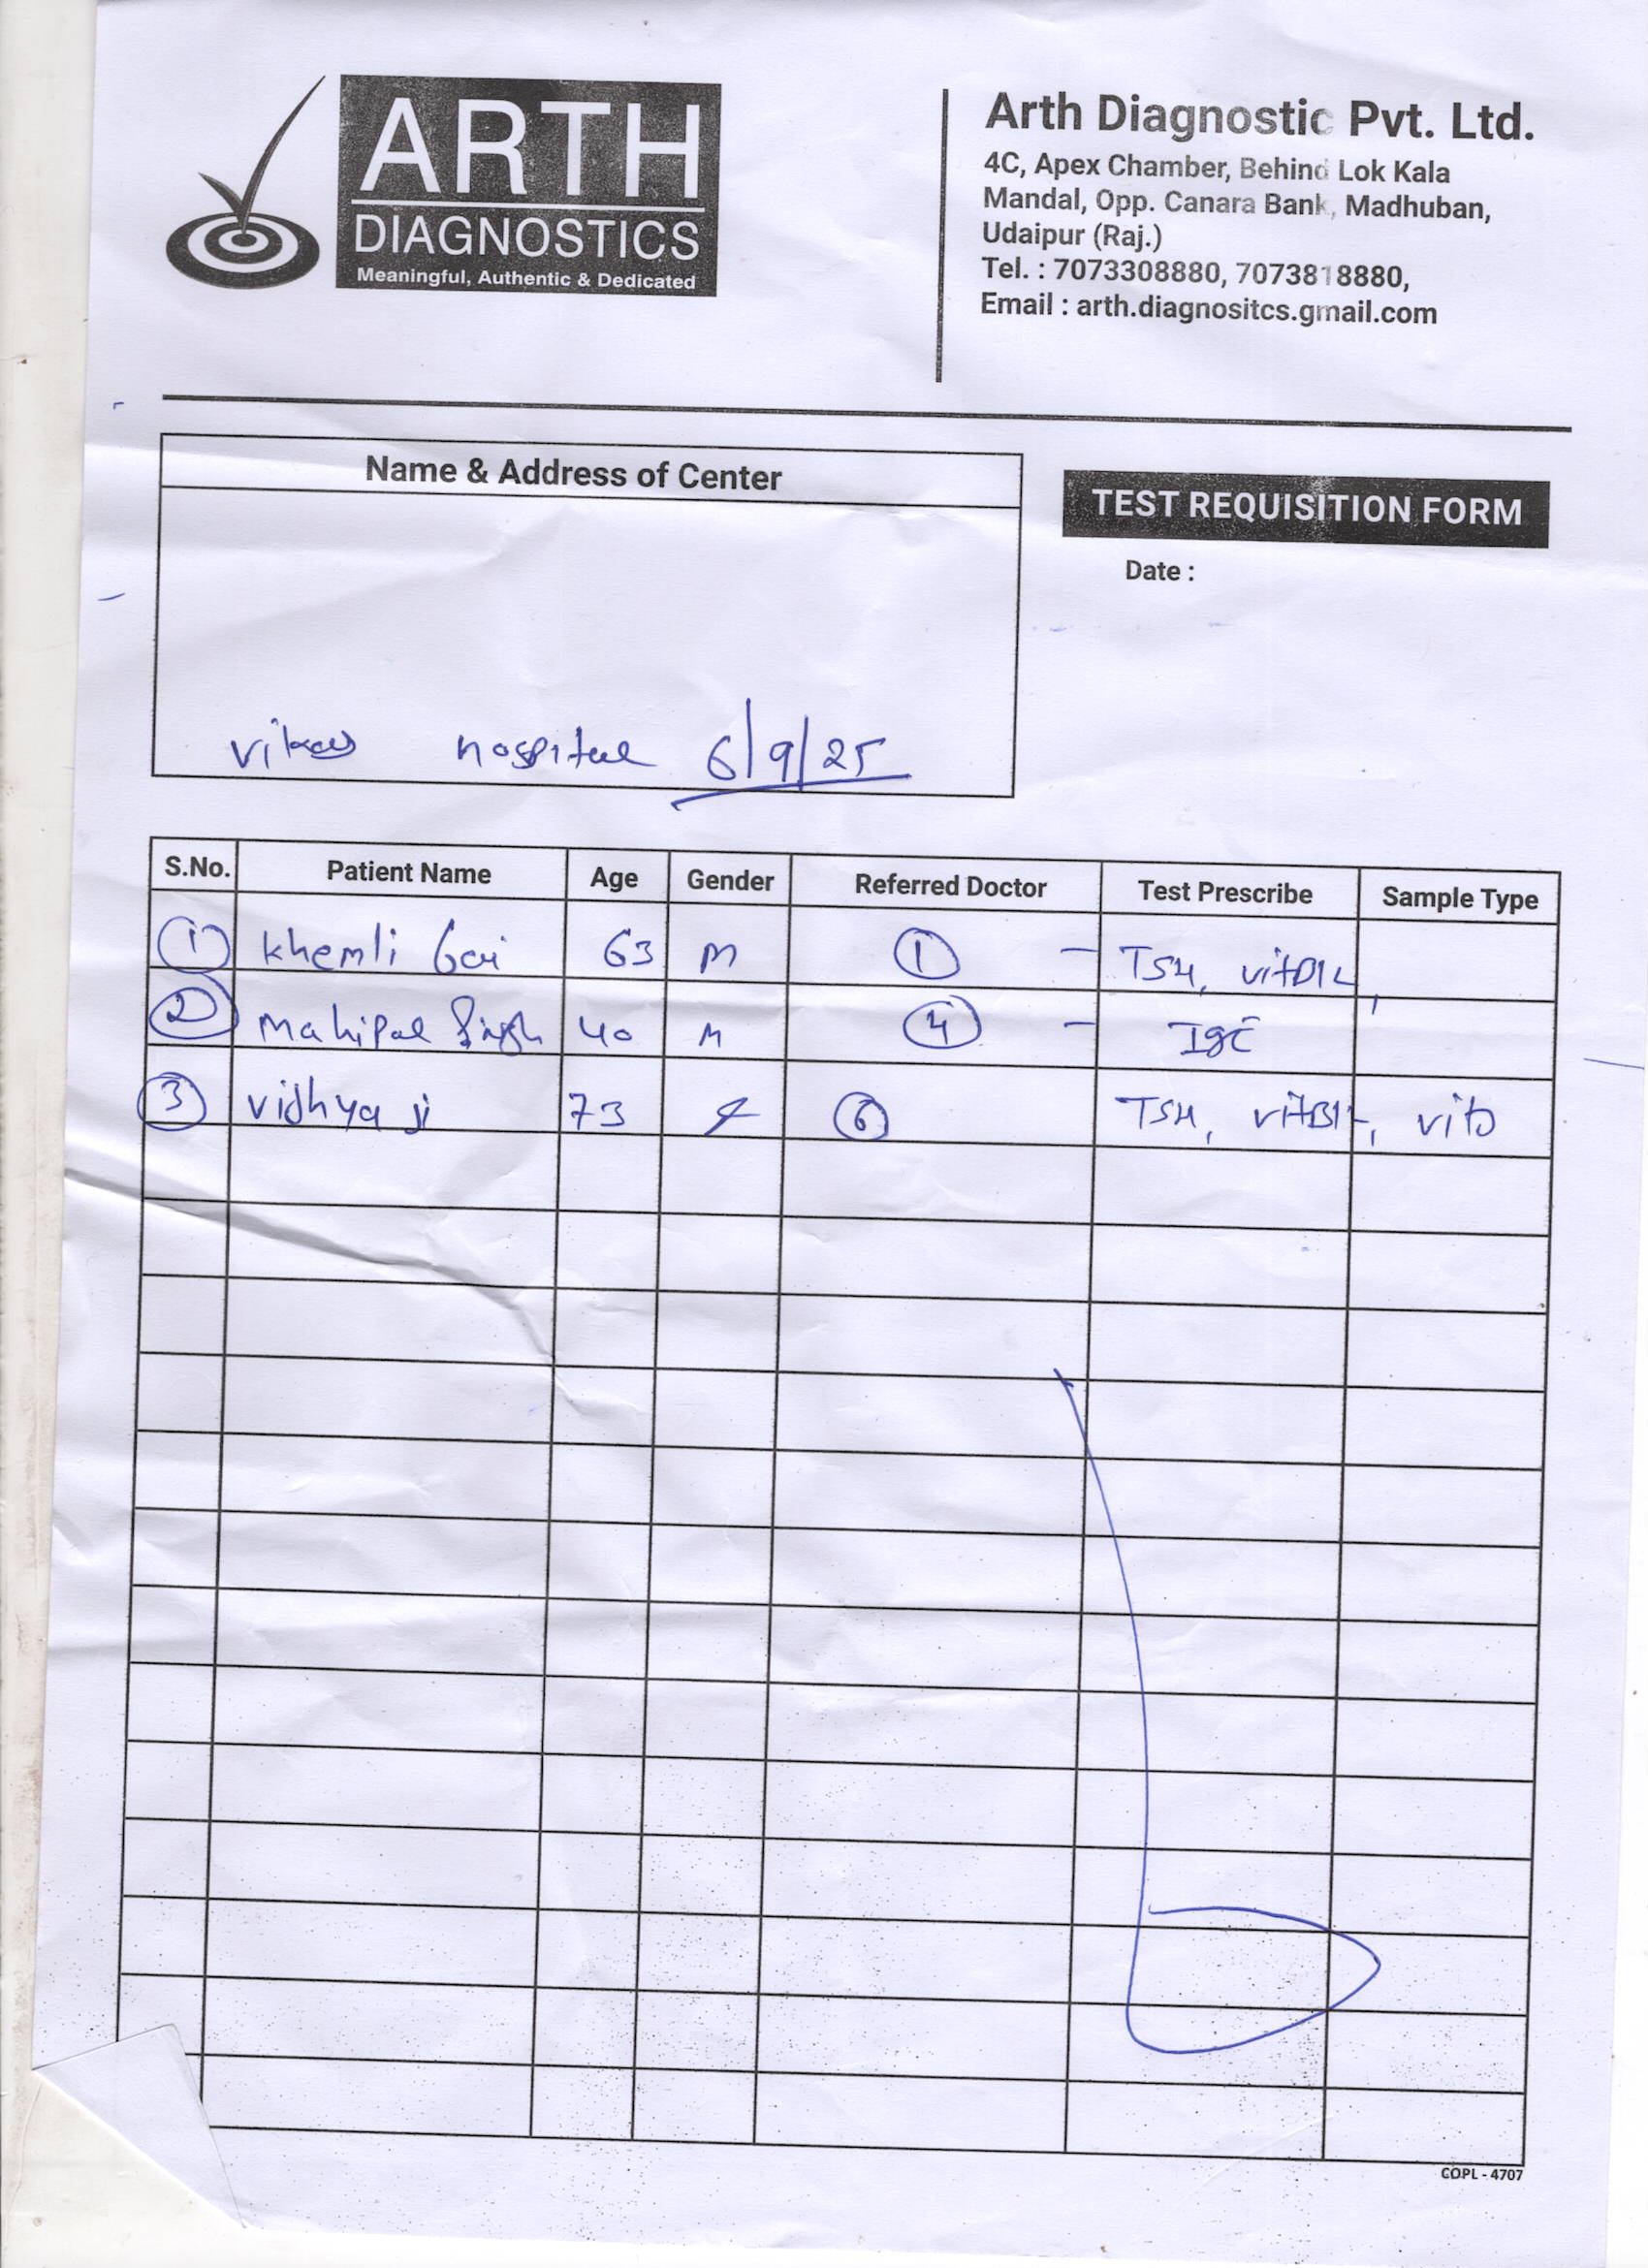 ARTH
DIAGNOSTICS
Meaningful, Authentic & Dedicated
Arth Diagnostic Pvt. Ltd.
4C, Apex Chamber, Behind Lok Kala
Mandal, Opp. Canara Bank, Madhuban,
Udaipur (Raj.)
Tel. : 7073308880, 7073818880,
Email : arth.diagnositcs.gmail.com
Name & Address of Center
vikas hospital 6/9/25
TEST REQUISITION FORM
Date :
S.No. Patient Name Age Gender Referred Doctor Test Prescribe Sample Type
1 Khemli bai 63 M 1 - TSH, vitB12
2 Mahipal Singh 40 M 4 - IgE
3 vidhya ji 73 F 6 TSH, vitB12, vitD
COPL - 4707